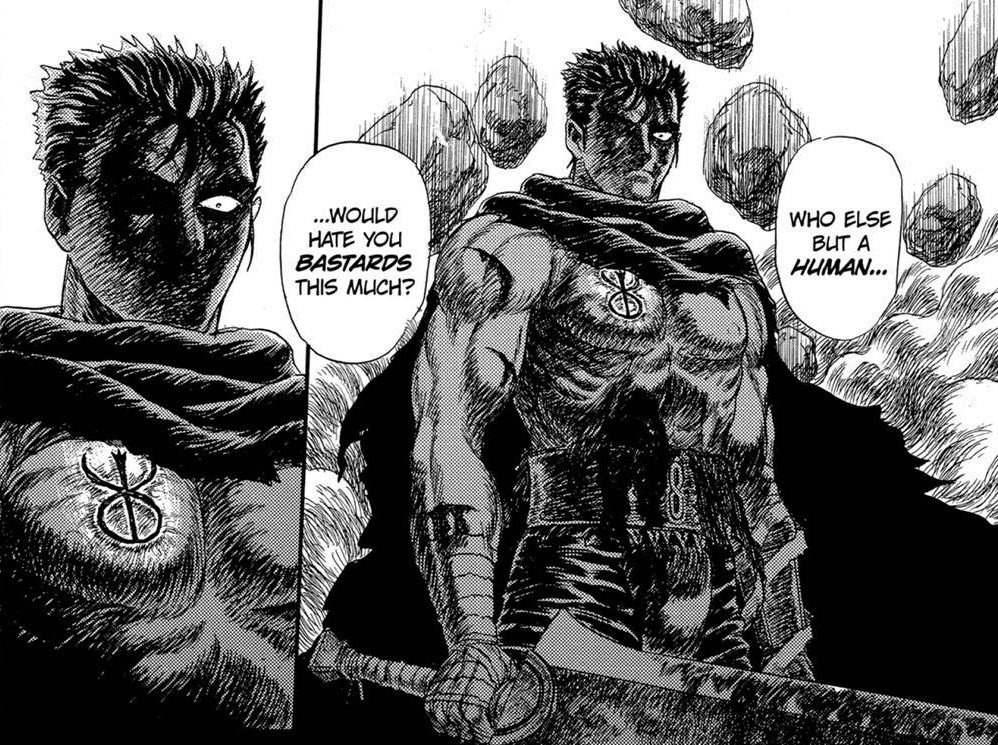 WHO ELSE
BUT A
HUMAN...
...WOULD
HATE YOU
BASTARDS
THIS MUCH?